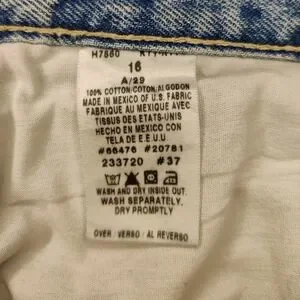 H7560
16
A/29
100% COTTON/COTON/ALGODON
MADE IN MEXICO OF U.S. FABRIC
FABRIQUE AU MEXIQUE AVEC
TISSUS DES ETATS-UNIS
HECHO EN MEXICO CON
TELA DE E E U U
#66476 #20781
233720 #37
WASH AND DRY INSIDE OUT
WASH SEPARATELY.
DRY PROMPTLY
OVER / VERSO / AL REVERSO